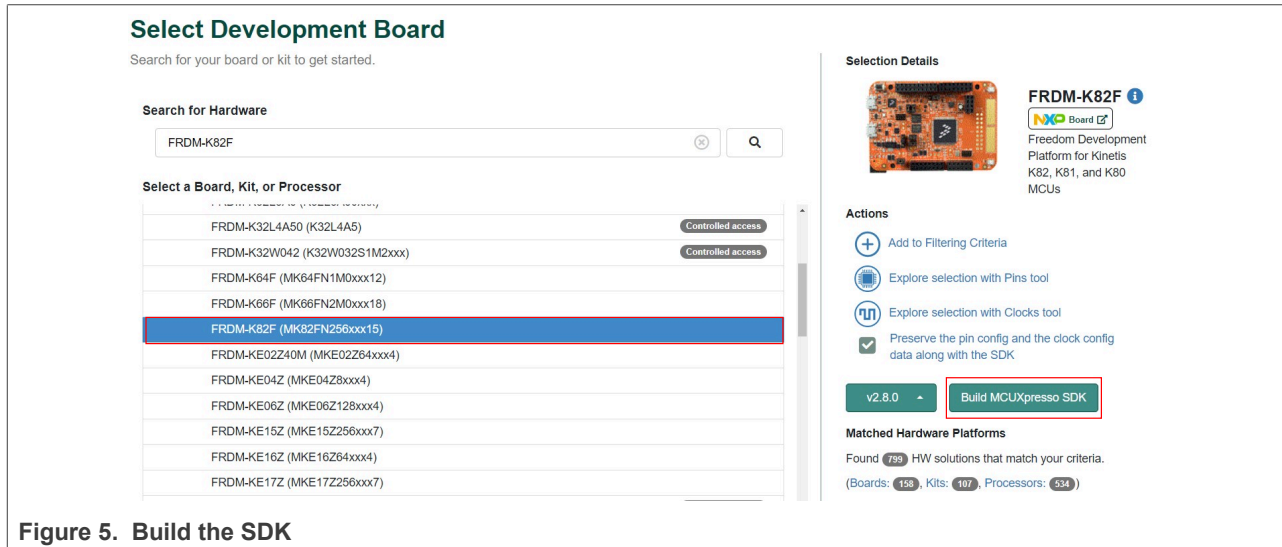 Select Development Board
Search for your board or kit to get started.
Search for Hardware
FRDM-K82F
Select a Board, Kit, or Processor
FRDM-K32L4A50 (K32L4A5) Controlled access
FRDM-K32W042 (K32W032S1M2xxx) Controlled access
FRDM-K64F (MK64FN1M0xxx12)
FRDM-K66F (MK66FN2M0xxx18)
FRDM-K82F (MK82FN256xxx15)
FRDM-KE02Z40M (MKE02Z64xxx4)
FRDM-KE04Z (MKE04Z8xxx4)
FRDM-KE06Z (MKE06Z128xxx4)
FRDM-KE15Z (MKE15Z256xxx7)
FRDM-KE16Z (MKE16Z64xxx4)
FRDM-KE17Z (MKE17Z256xxx7)
Selection Details
FRDM-K82F i
NXP Board
Freedom Development
Platform for Kinetis
K82, K81, and K80
MCUs
Actions
Add to Filtering Criteria
Explore selection with Pins tool
Explore selection with Clocks tool
Preserve the pin config and the clock config
data along with the SDK
v2.8.0 Build MCUXpresso SDK
Matched Hardware Platforms
Found 799 HW solutions that match your criteria.
(Boards: 158, Kits: 107, Processors: 534)
Figure 5. Build the SDK